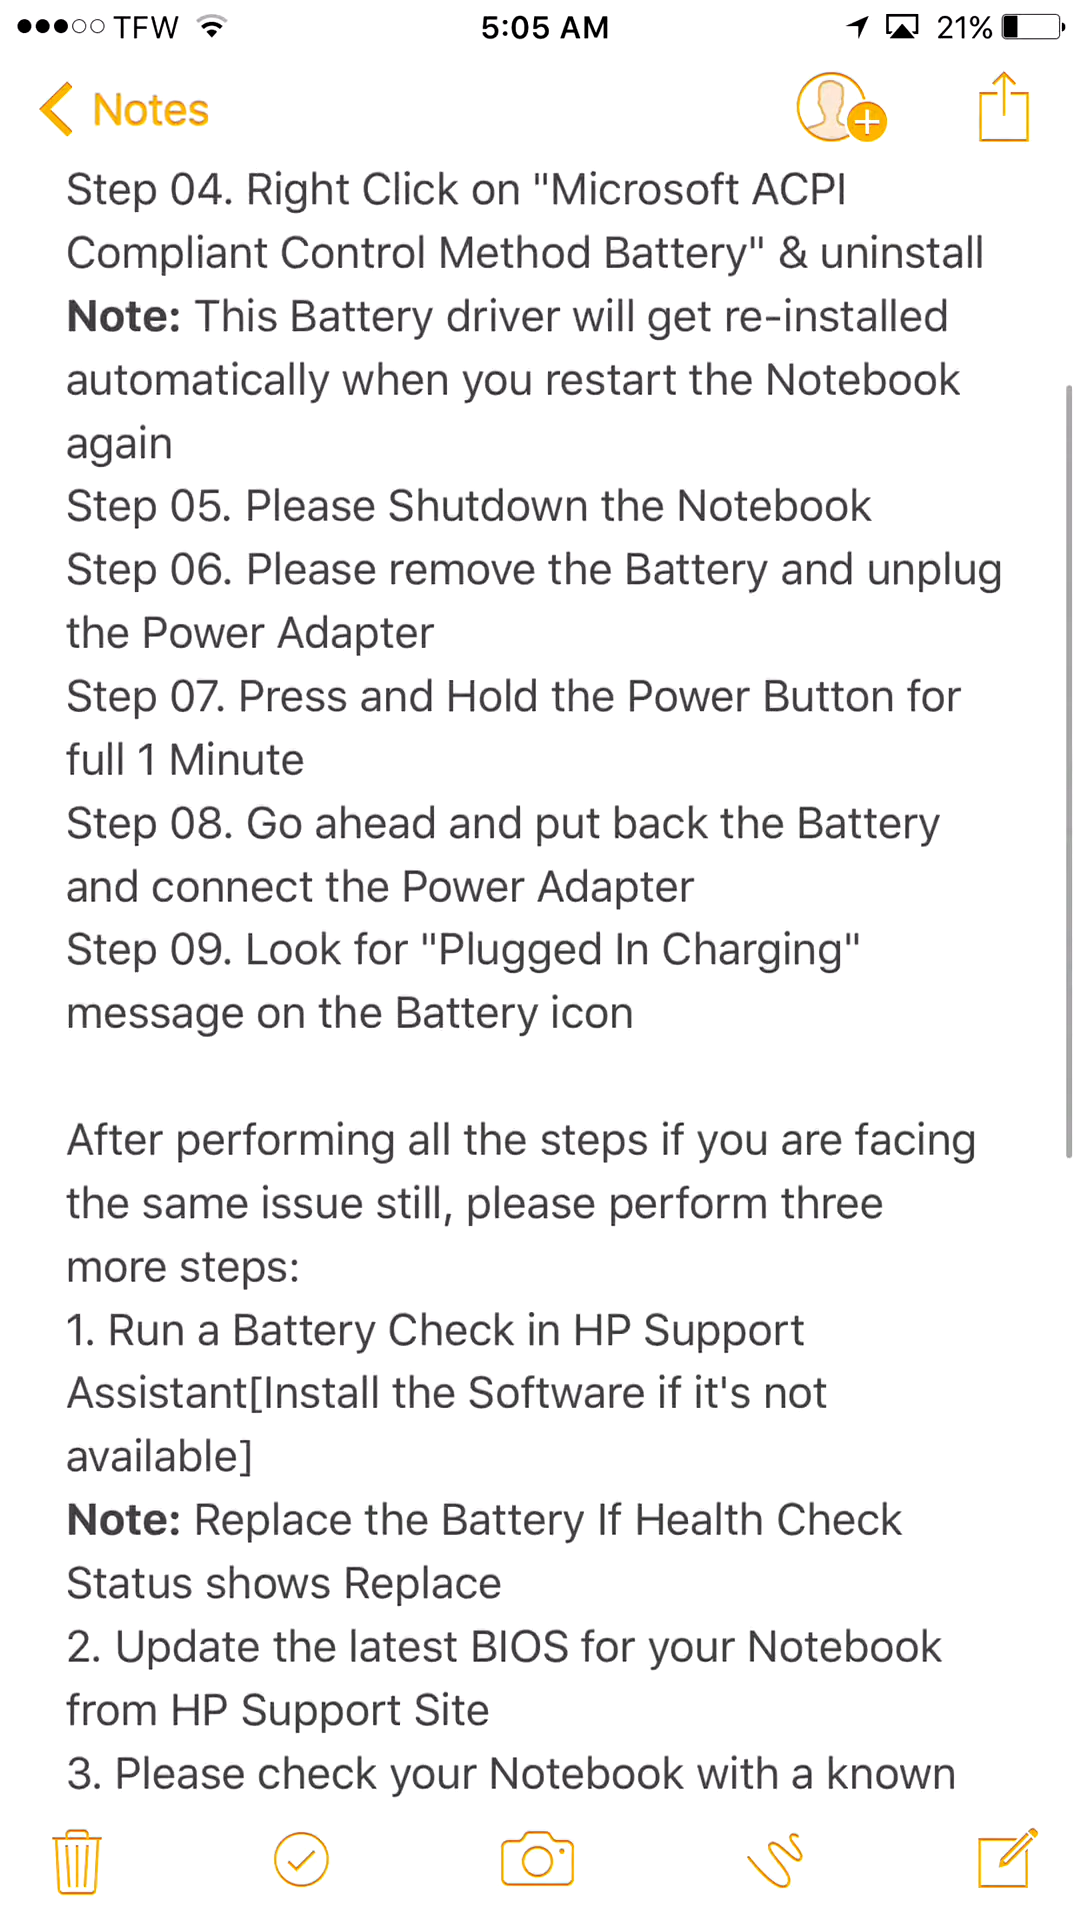 TFW 5:05 AM 21%
Notes
Step 04. Right Click on "Microsoft ACPI
Compliant Control Method Battery" & uninstall
Note: This Battery driver will get re-installed
automatically when you restart the Notebook
again
Step 05. Please Shutdown the Notebook
Step 06. Please remove the Battery and unplug
the Power Adapter
Step 07. Press and Hold the Power Button for
full 1 Minute
Step 08. Go ahead and put back the Battery
and connect the Power Adapter
Step 09. Look for "Plugged In Charging"
message on the Battery icon
After performing all the steps if you are facing
the same issue still, please perform three
more steps:
1. Run a Battery Check in HP Support
Assistant[Install the Software if it's not
available]
Note: Replace the Battery If Health Check
Status shows Replace
2. Update the latest BIOS for your Notebook
from HP Support Site
3. Please check your Notebook with a known